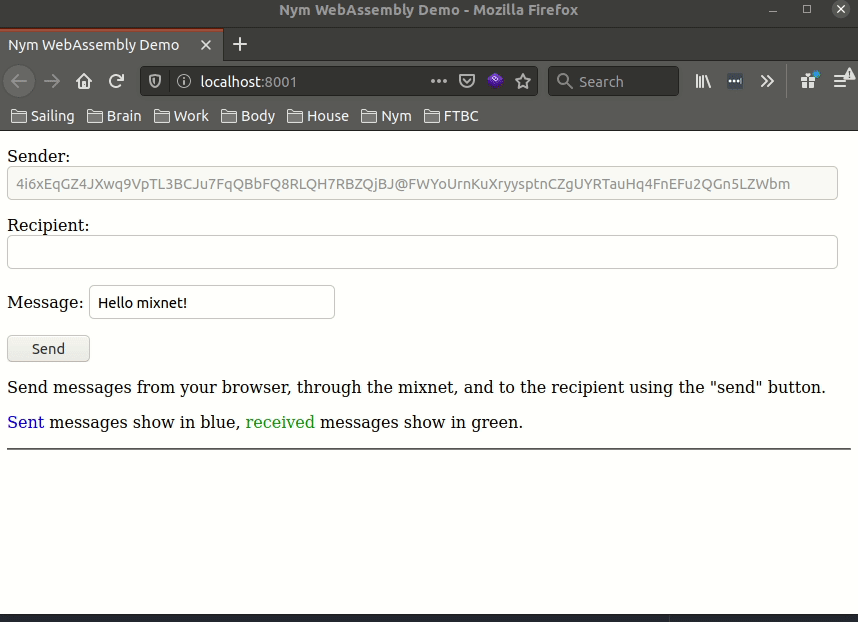 Nym WebAssembly Demo - Mozilla Firefox
Nym WebAssembly Demo
localhost:8001
Search
Sailing Brain Work Body House Nym FTBC
Sender:
4i6xEqGZ4JXwq9VpTL3BCJu7FqQBbFQ8RLQH7RBZQjBJ@FWYoUrnKuXryysptnCZgUYRTauHq4FnEFu2QGn5LZWbm
Recipient:
Message: Hello mixnet!
Send
Send messages from your browser, through the mixnet, and to the recipient using the "send" button.
Sent messages show in blue, received messages show in green.